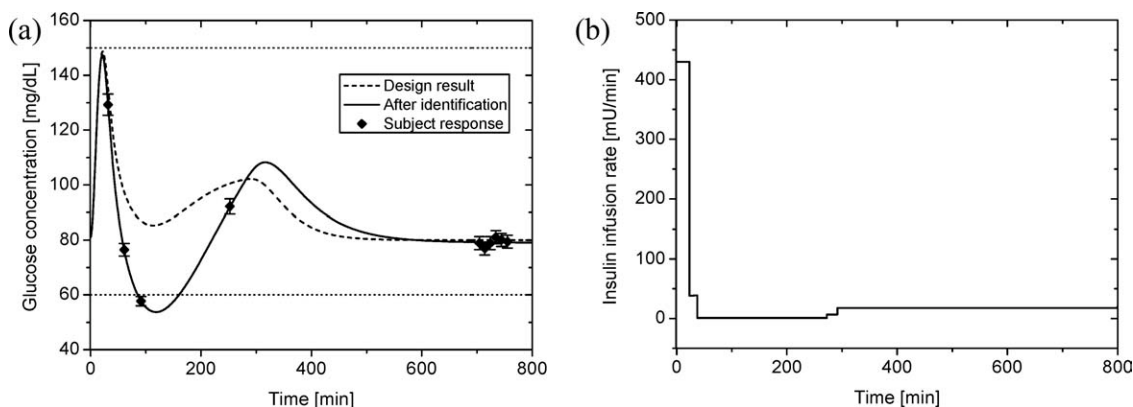 (a)
160
140
120
100
80
60
40
Glucose concentration [mg/dL]
Design result
After identification
Subject response
0
200
400
600
800
Time [min]
(b)
500
400
300
200
100
0
Insulin infusion rate [mU/min]
0
200
400
600
800
Time [min]